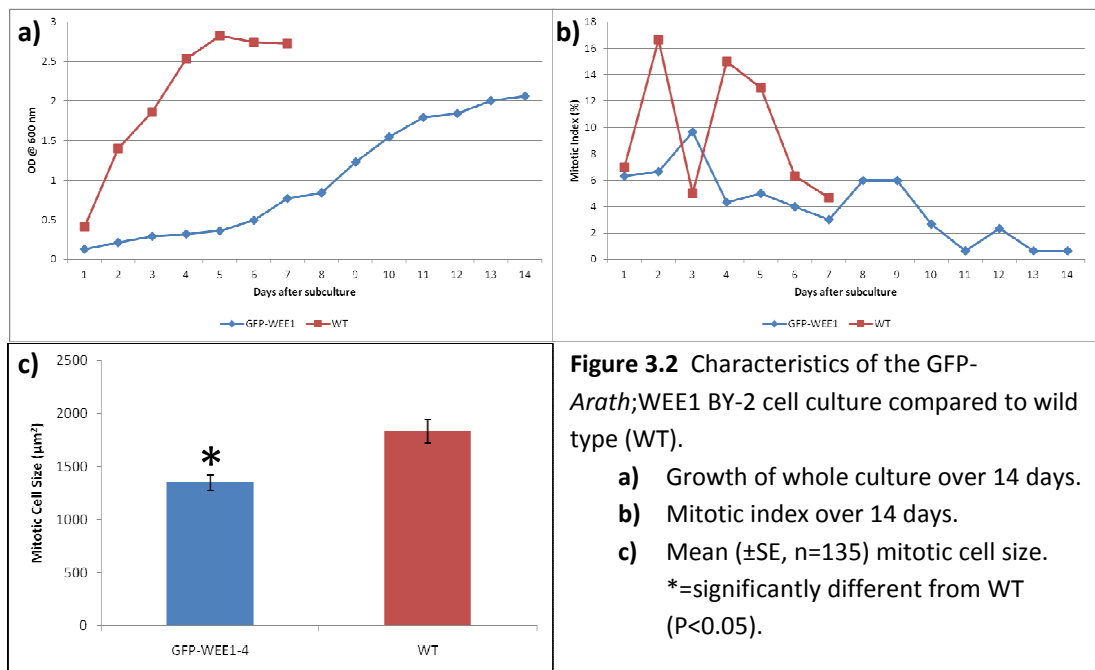 a)
3
2.5
2
1.5
1
0.5
0
OD @ 600 nm
1 2 3 4 5 6 7 8 9 10 11 12 13 14
Days after subculture
GFP-WEE1 WT
b)
18
16
14
12
10
8
6
4
2
0
Mitotic Index (%)
1 2 3 4 5 6 7 8 9 10 11 12 13 14
Days after subculture
GFP-WEE1 WT
c)
2500
2000
1500
1000
500
0
Mitotic Cell Size (µm²)
*
GFP-WEE1-4 WT
Figure 3.2 Characteristics of the GFP-
Arath;WEE1 BY-2 cell culture compared to wild
type (WT).
a) Growth of whole culture over 14 days.
b) Mitotic index over 14 days.
c) Mean (±SE, n=135) mitotic cell size.
*=significantly different from WT
(P<0.05).